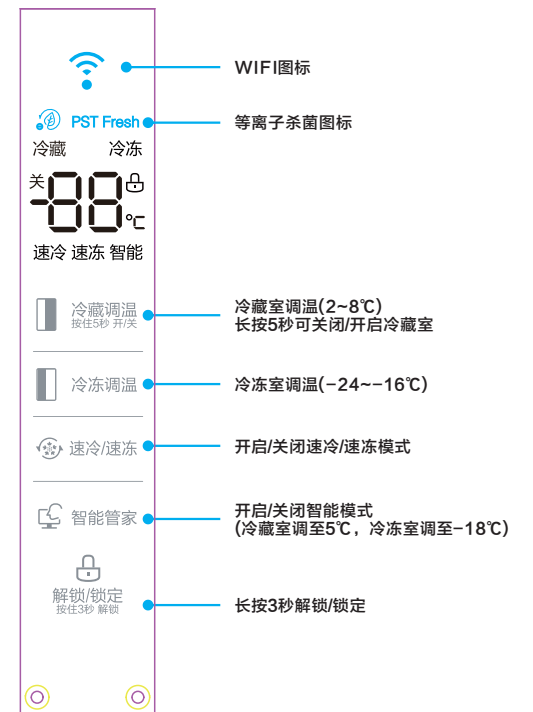 WIFI图标
PST Fresh
等离子杀菌图标
冷藏 冷冻
关 -88 ℃
速冷 速冻 智能
冷藏调温
按住5秒 开/关
冷藏室调温(2~8℃)
长按5秒可关闭/开启冷藏室
冷冻调温
冷冻室调温(-24~-16℃)
速冷/速冻
开启/关闭速冷/速冻模式
智能管家
开启/关闭智能模式
(冷藏室调至5℃，冷冻室调至-18℃)
解锁/锁定
按住3秒 解锁
长按3秒解锁/锁定